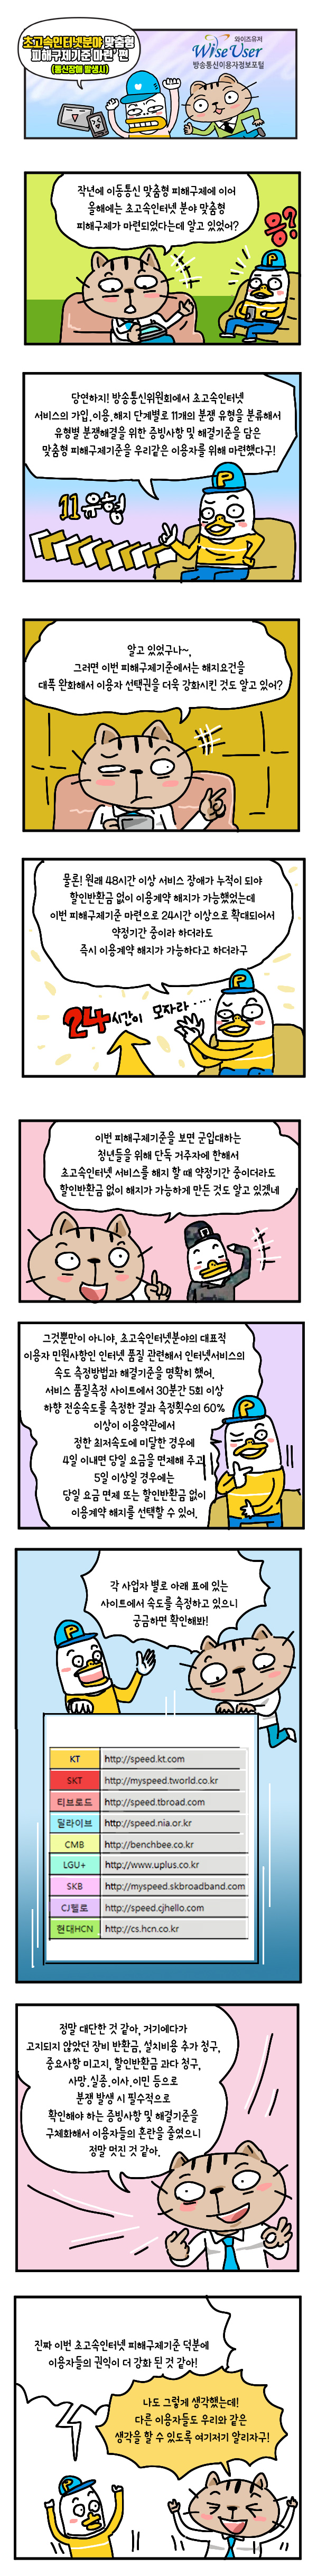 초고속인터넷분야 맞춤형
피해구제기준 마련 편
(통신장애 발생시)
와이즈유저
Wise User
방송통신이용자정보포털
작년에 이동통신 맞춤형 피해구제에 이어
올해에는 초고속인터넷 분야 맞춤형
피해구제가 마련되었다는데 알고 있었어?
응?
P
당연하지! 방송통신위원회에서 초고속인터넷
서비스의 가입.이용.해지 단계별로 11개의 분쟁 유형을 분류해서
유형별 분쟁해결을 위한 증빙사항 및 해결기준을 담은
맞춤형 피해구제기준을 우리같은 이용자를 위해 마련했다구!
P
11유형
알고 있었구나~,
그러면 이번 피해구제기준에서는 해지요건을
대폭 완화해서 이용자 선택권을 더욱 강화시킨 것도 알고 있어?
물론! 원래 48시간 이상 서비스 장애가 누적이 되야
할인반환금 없이 이용계약 해지가 가능했었는데
이번 피해구제기준 마련으로 24시간 이상으로 확대되어서
약정기간 중이라 하더라도
즉시 이용계약 해지가 가능하다고 하더라구
P
24시간이 모자라....
이번 피해구제기준을 보면 군입대하는
청년들을 위해 단독 거주자에 한해서
초고속인터넷 서비스를 해지 할 때 약정기간 중이더라도
할인반환금 없이 해지가 가능하게 만든 것도 알고 있겠네
그것뿐만이 아니야, 초고속인터넷분야의 대표적
이용자 민원사항인 인터넷 품질 관련해서 인터넷서비스의
속도 측정방법과 해결기준을 명확히 했어.
서비스 품질측정 사이트에서 30분간 5회 이상
하향 전송속도를 측정한 결과 측정횟수의 60%
이상이 이용약관에서
정한 최저속도에 미달한 경우에
4일 이내면 당일 요금을 면제해 주고
5일 이상일 경우에는
당일 요금 면제 또는 할인반환금 없이
이용계약 해지를 선택할 수 있어.
P
각 사업자 별로 아래 표에 있는
사이트에서 속도를 측정하고 있으니
궁금하면 확인해봐!
P
KT http://speed.kt.com
SKT http://myspeed.tworld.co.kr
티브로드 http://speed.tbroad.com
딜라이브 http://speed.nia.or.kr
CMB http://benchbee.co.kr
LGU+ http://www.uplus.co.kr
SKB http://myspeed.skbroadband.com
CJ헬로 http://speed.cjhello.com
현대HCN http://cs.hcn.co.kr
정말 대단한 것 같아, 거기에다가
고지되지 않았던 장비 반환금, 설치비용 추가 청구,
중요사항 미고지, 할인반환금 과다 청구,
사망.실종.이사.이민 등으로
분쟁 발생 시 필수적으로
확인해야 하는 증빙사항 및 해결기준을
구체화해서 이용자들의 혼란을 줄였으니
정말 멋진 것 같아.
진짜 이번 초고속인터넷 피해구제기준 덕분에
이용자들의 권익이 더 강화 된 것 같아!
나도 그렇게 생각했는데!
다른 이용자들도 우리와 같은
생각을 할 수 있도록 여기저기 알리자구!
P